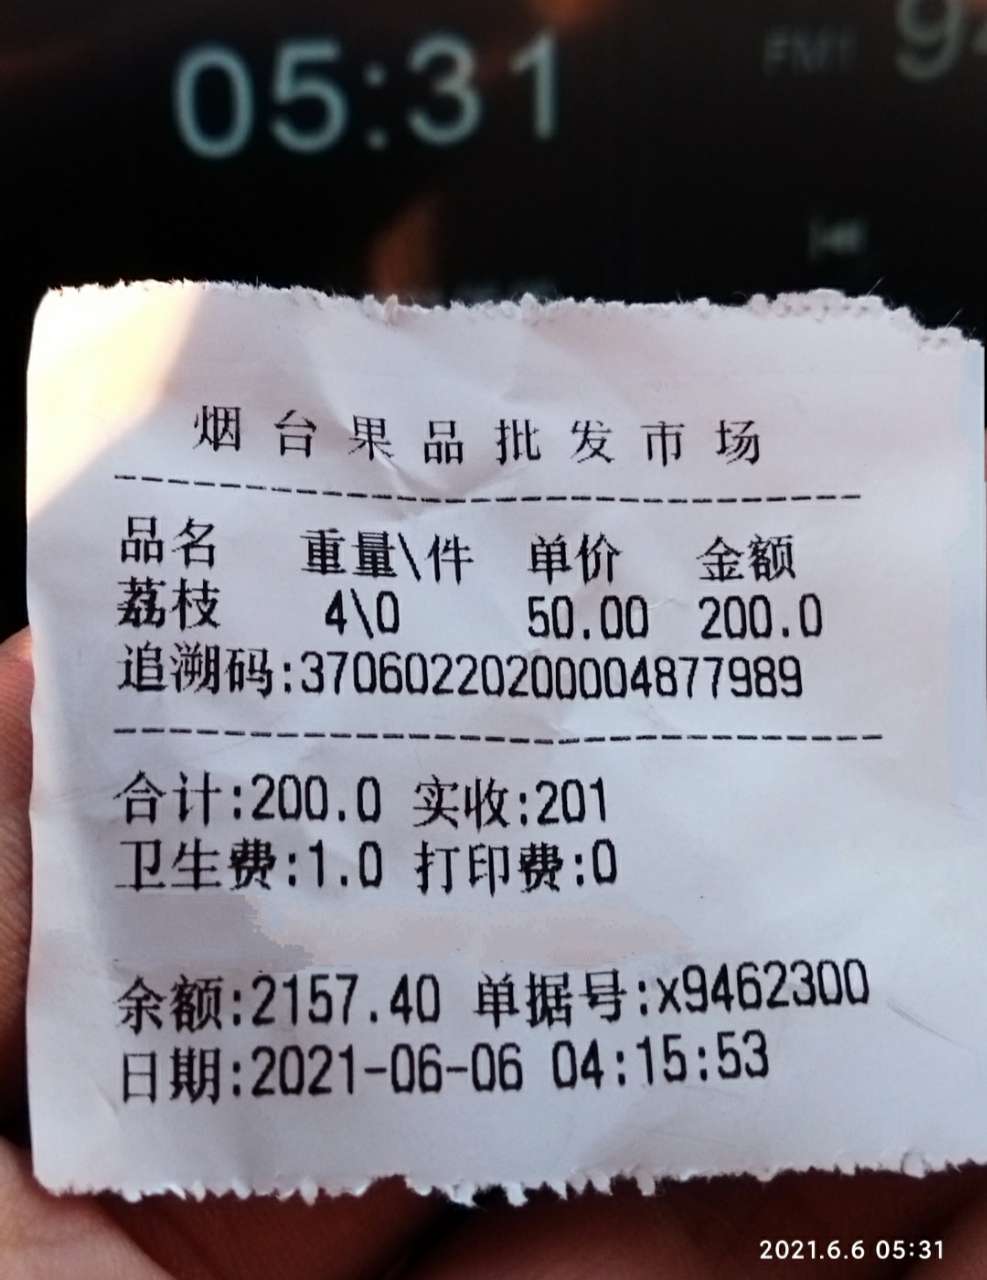 05:31
FM1 9
烟台果品批发市场
品名 重量\件 单价 金额
荔枝 4\0 50.00 200.0
追溯码:370602202000004877989
合计:200.0 实收:201
卫生费:1.0 打印费:0
余额:2157.40 单据号:x9462300
日期:2021-06-06 04:15:53
2021.6.6 05:31